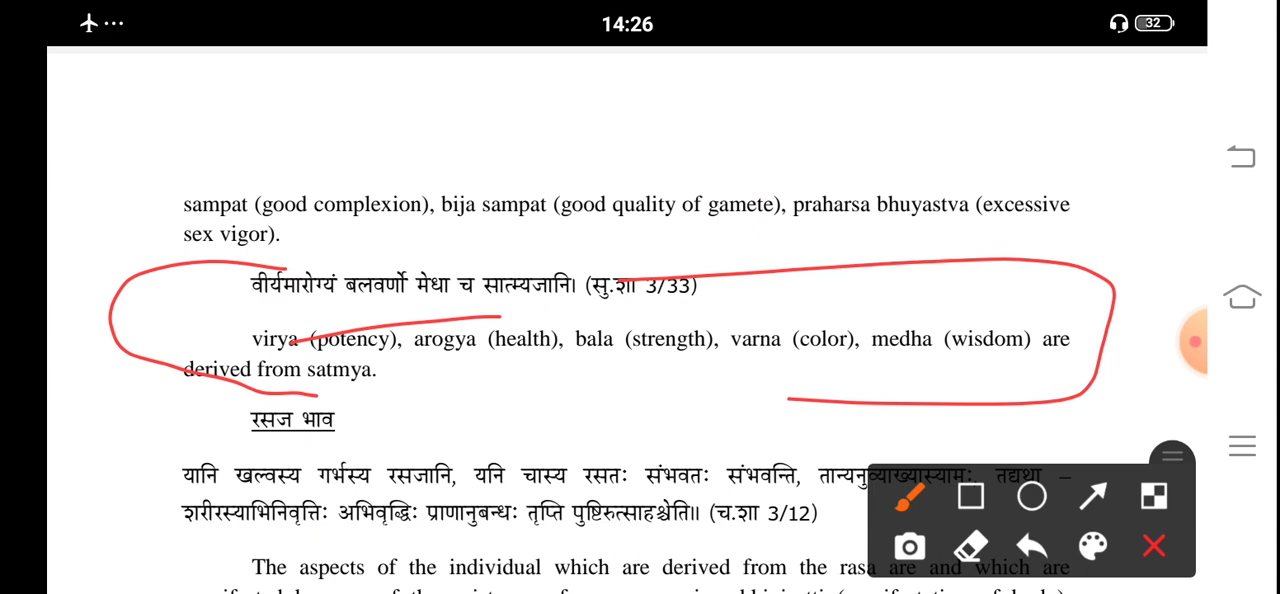 14:26
32
sampat (good complexion), bija sampat (good quality of gamete), praharsa bhuyastva (excessive
sex vigor).
वीर्यमारोग्यं बलवर्णो मेधा च सात्म्यजानि। (सु.शा 3/33)
virya (potency), arogya (health), bala (strength), varna (color), medha (wisdom) are
derived from satmya.
रसज भाव
यानि खल्वस्य गर्भस्य रसजानि, यनि चास्य रसतः संभवतः संभवन्ति, तान्यनुव्याख्यास्यामः, तद्यथा –
शरीरस्याभिनिवृत्तिः अभिवृद्धिः प्राणानुबन्धः तृप्ति पुष्टिरुत्साहश्चेति॥ (च.शा 3/12)
The aspects of the individual which are derived from the rasa are and which are